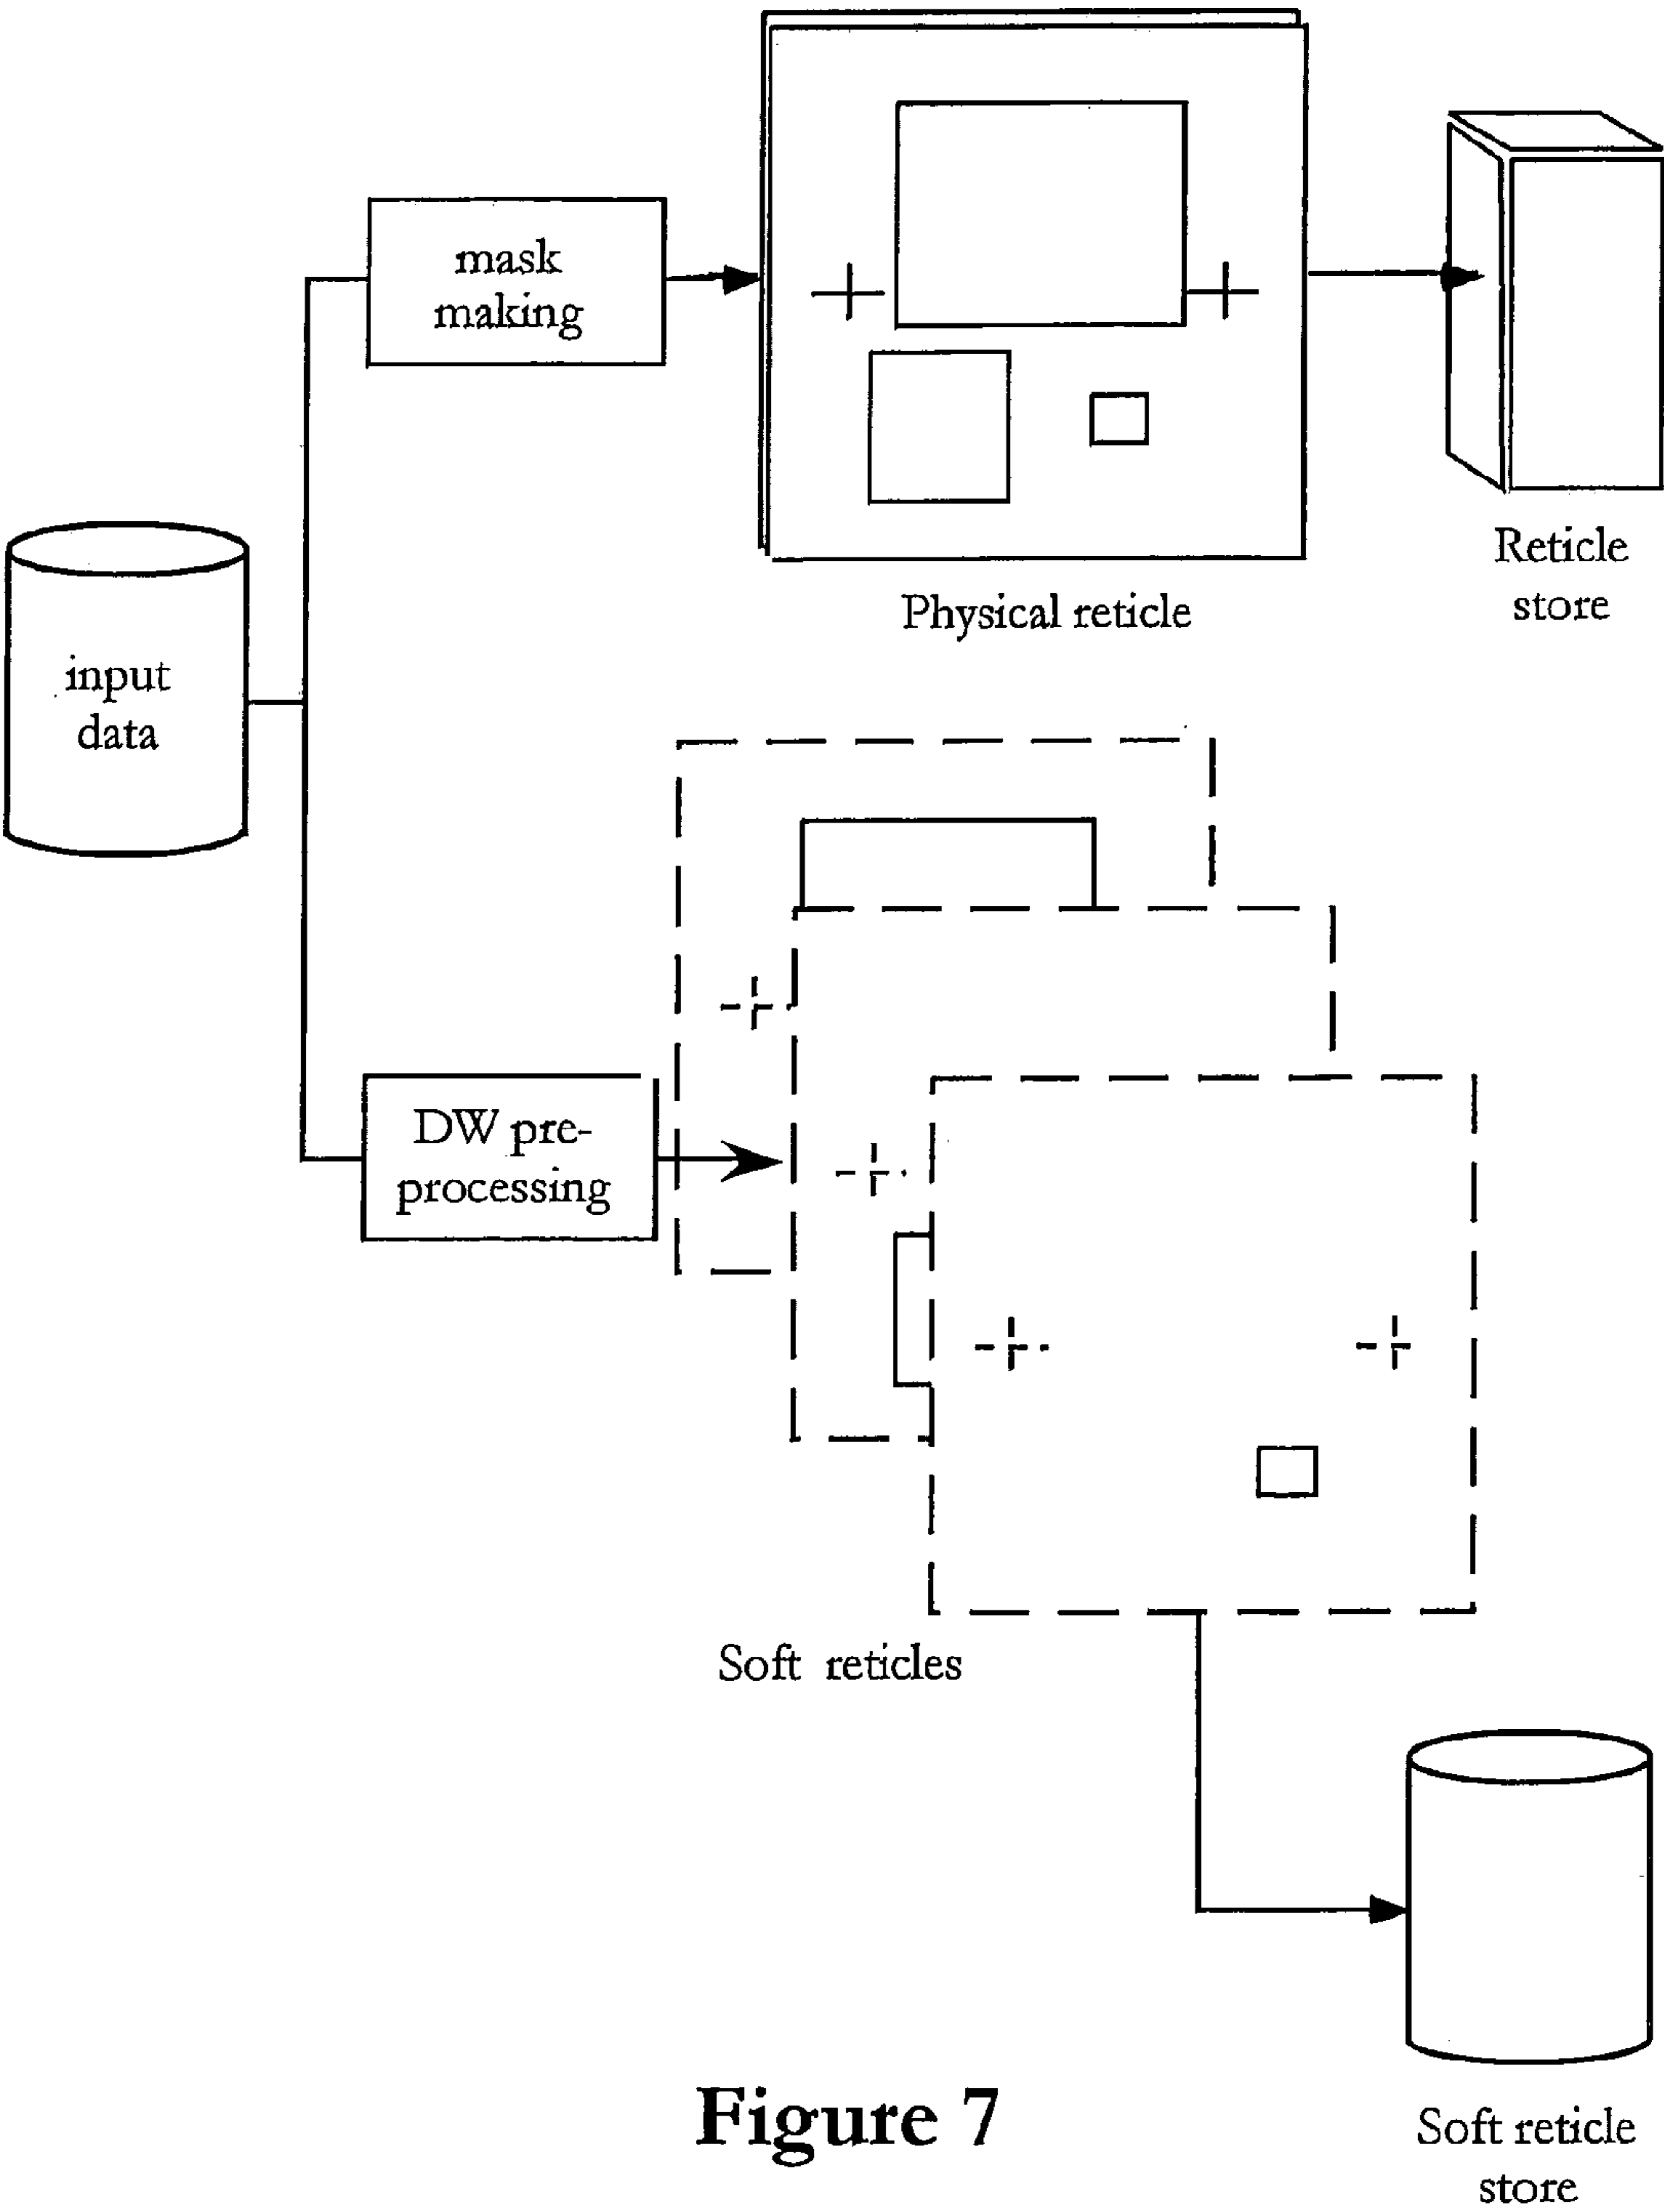 mask
making
Reticle
store
Physical reticle
input
data
DW pre-
processing
Soft reticles
Figure 7
Soft reticle
store